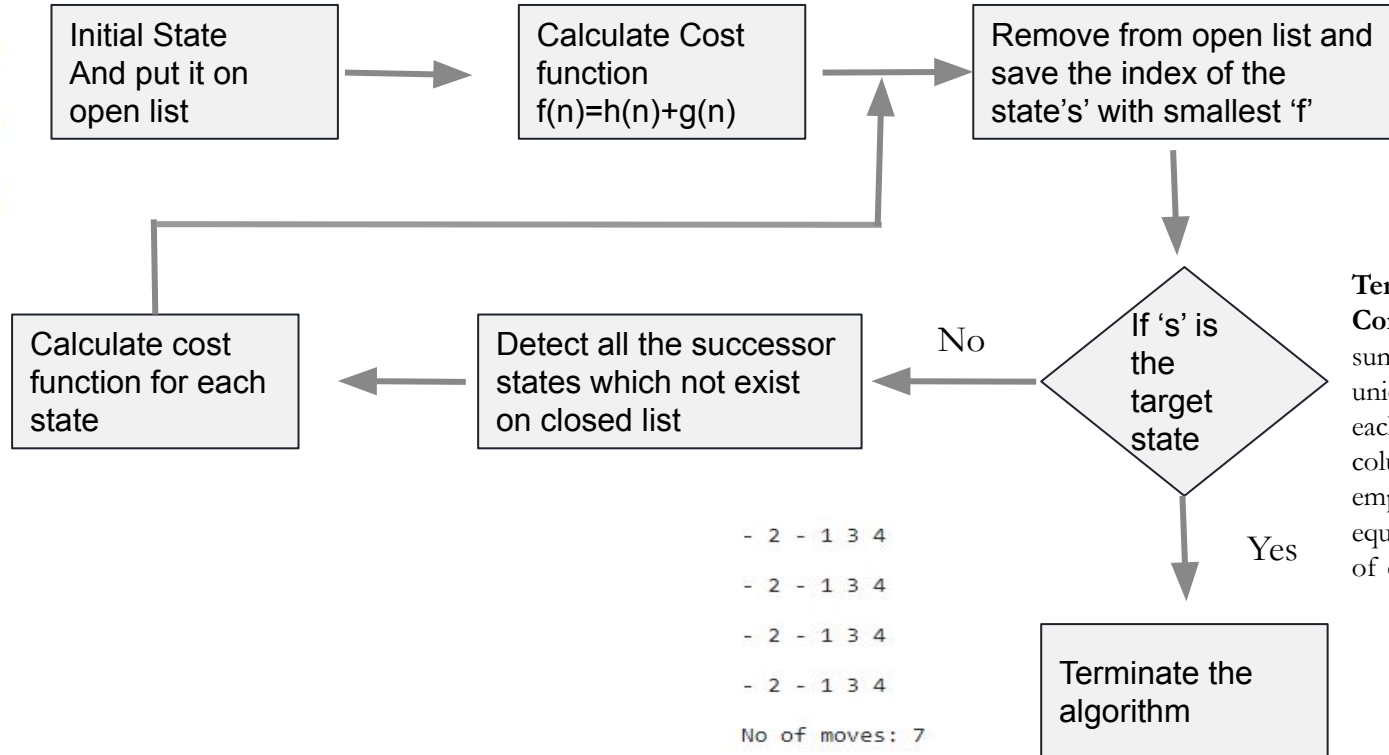 Initial State
And put it on
open list
Calculate Cost
function
f(n)=h(n)+g(n)
Remove from open list and
save the index of the
state's' with smallest ‘f’
If ‘s’ is
the
target
state
No
Detect all the successor
states which not exist
on closed list
Calculate cost
function for each
state
Yes
Terminate the
algorithm
- 2 - 1 3 4
- 2 - 1 3 4
- 2 - 1 3 4
- 2 - 1 3 4
No of moves: 7
of